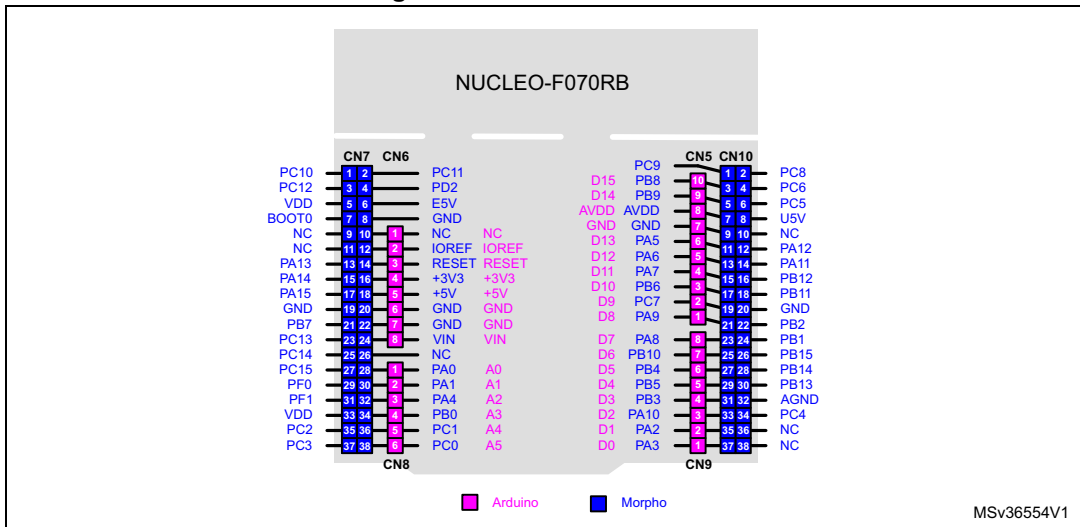 NUCLEO-F070RB
CN7 CN6 CN5 CN10
PC9
PC10 1 2 PC11 1 2 PC8
PC12 3 4 PD2 D15 PB8 10 3 4 PC6
VDD 5 6 E5V D14 PB9 9 5 6 PC5
BOOT0 7 8 GND AVDD AVDD 8 7 8 U5V
NC 9 10 1 NC NC GND GND 7 9 10 NC
NC 11 12 2 IOREF IOREF D13 PA5 6 11 12 PA12
PA13 13 14 3 RESET RESET D12 PA6 5 13 14 PA11
PA14 15 16 4 +3V3 +3V3 D11 PA7 4 15 16 PB12
PA15 17 18 5 +5V +5V D10 PB6 3 17 18 PB11
GND 19 20 6 GND GND D9 PC7 2 19 20 GND
PB7 21 22 7 GND GND D8 PA9 1 21 22 PB2
PC13 23 24 8 VIN VIN D7 PA8 8 23 24 PB1
PC14 25 26 NC D6 PB10 7 25 26 PB15
PC15 27 28 1 PA0 A0 D5 PB4 6 27 28 PB14
PF0 29 30 2 PA1 A1 D4 PB5 5 29 30 PB13
PF1 31 32 3 PA4 A2 D3 PB3 4 31 32 AGND
VDD 33 34 4 PB0 A3 D2 PA10 3 33 34 PC4
PC2 35 36 5 PC1 A4 D1 PA2 2 35 36 NC
PC3 37 38 6 PC0 A5 D0 PA3 1 37 38 NC
CN8 CN9
Arduino Morpho
MSv36554V1